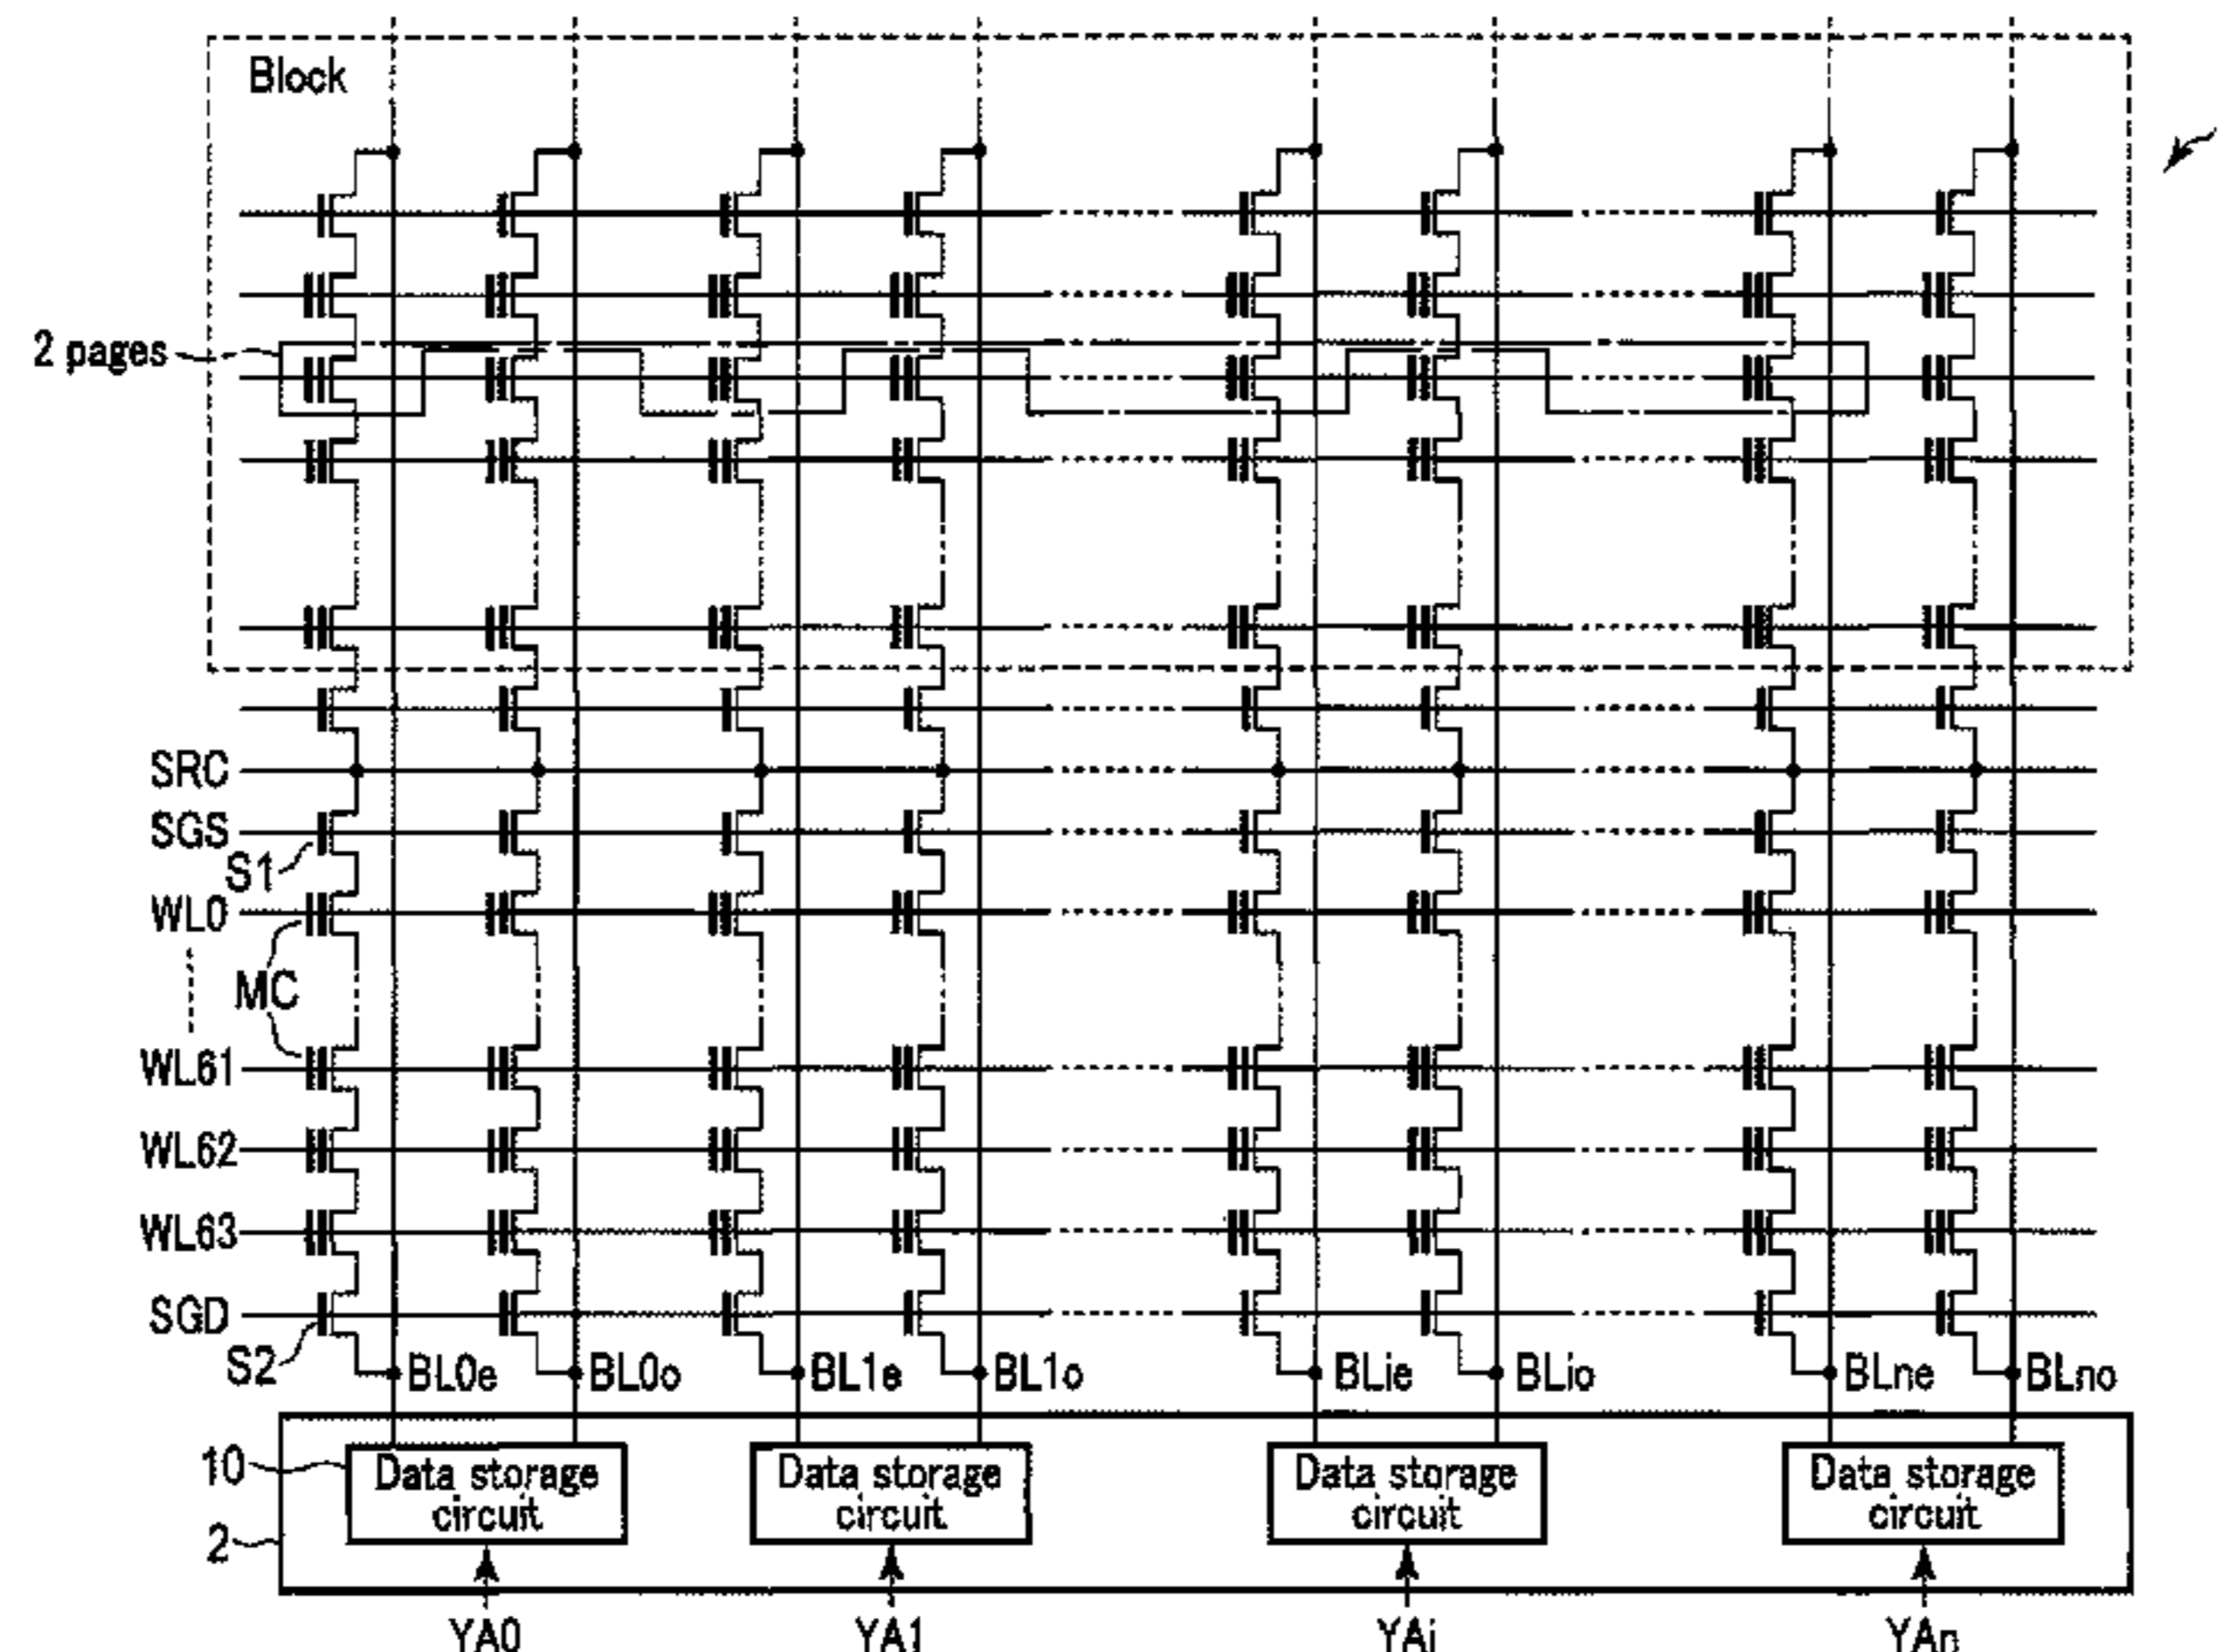 Block
2 pages
SRC
SGS
S1
WL0
MC
WL61
WL62
WL63
SGD
S2
BL0e
BL0o
BL1e
BL1o
BLie
BLio
BLne
BLno
10
Data storage
circuit
Data storage
circuit
Data storage
circuit
Data storage
circuit
2
YA0
YA1
YAi
YAn